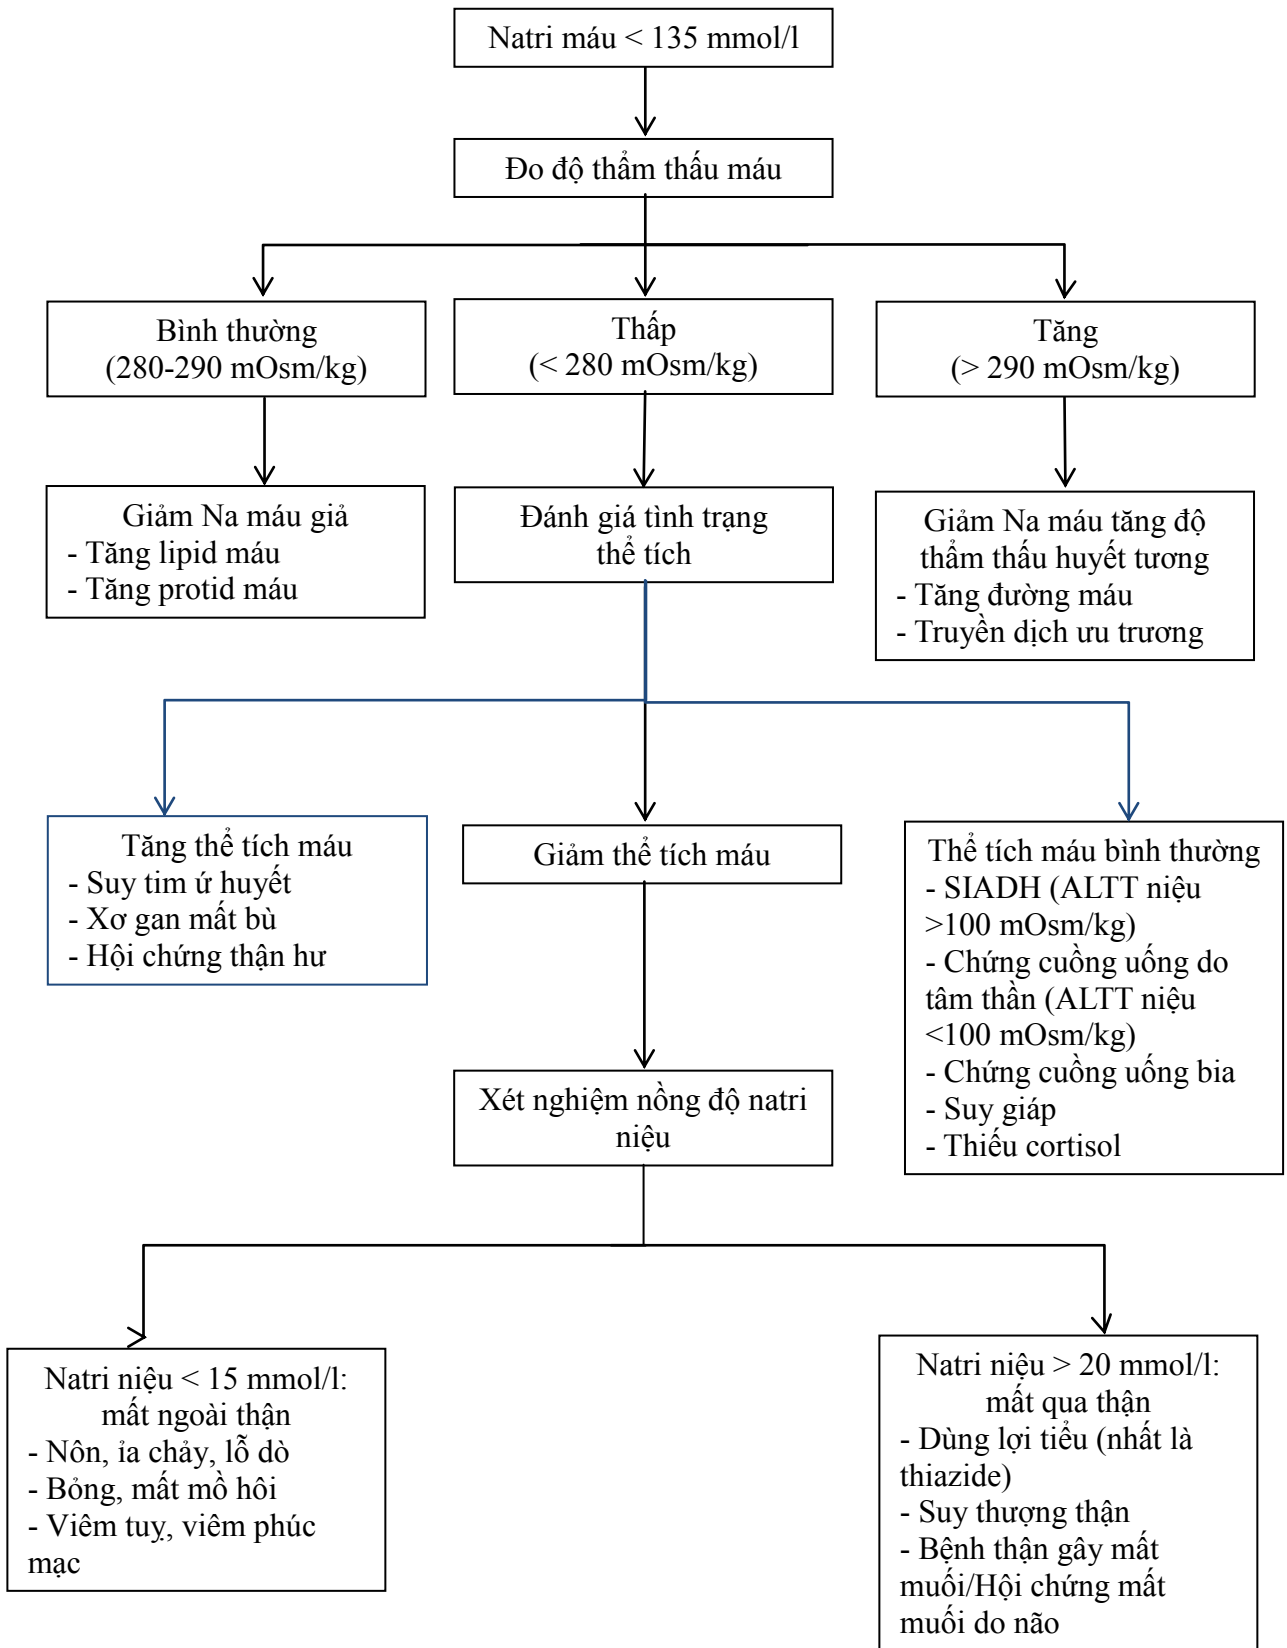 Natri máu < 135 mmol/l
Đo độ thẩm thấu máu
Bình thường
(280-290 mOsm/kg)
Thấp
(< 280 mOsm/kg)
Tăng
(> 290 mOsm/kg)
Giảm Na máu giả
- Tăng lipid máu
- Tăng protid máu
Đánh giá tình trạng
thể tích
Giảm Na máu tăng độ
thẩm thấu huyết tương
- Tăng đường máu
- Truyền dịch ưu trương
Tăng thể tích máu
- Suy tim ứ huyết
- Xơ gan mất bù
- Hội chứng thận hư
Giảm thể tích máu
Thể tích máu bình thường
- SIADH (ALTT niệu
>100 mOsm/kg)
- Chứng cuồng uống do
tâm thần (ALTT niệu
<100 mOsm/kg)
- Chứng cuồng uống bia
- Suy giáp
- Thiếu cortisol
Xét nghiệm nồng độ natri
niệu
Natri niệu < 15 mmol/l:
mất ngoài thận
- Nôn, ỉa chảy, lỗ dò
- Bỏng, mất mồ hôi
- Viêm tuỵ, viêm phúc
mạc
Natri niệu > 20 mmol/l:
mất qua thận
- Dùng lợi tiểu (nhất là
thiazide)
- Suy thượng thận
- Bệnh thận gây mất
muối/Hội chứng mất
muối do não